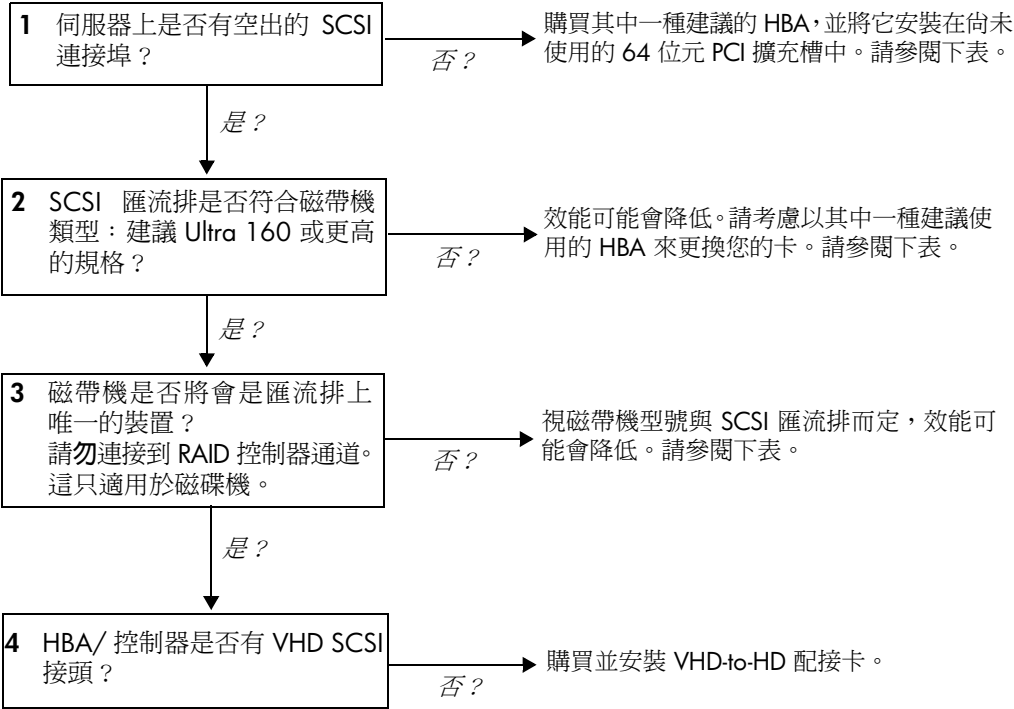 1 伺服器上是否有空出的 SCSI
連接埠？
否？
購買其中一種建議的 HBA，並將它安裝在尚未
使用的 64 位元 PCI 擴充槽中。請參閱下表。
是？
2 SCSI 匯流排是否符合磁帶機
類型：建議 Ultra 160 或更高
的規格？
否？
效能可能會降低。請考慮以其中一種建議使
用的 HBA 來更換您的卡。請參閱下表。
是？
3 磁帶機是否將會是匯流排上
唯一的裝置？
請勿連接到 RAID 控制器通道。
這只適用於磁碟機。
否？
視磁帶機型號與 SCSI 匯流排而定，效能可
能會降低。請參閱下表。
是？
4 HBA/ 控制器是否有 VHD SCSI
接頭？
否？
購買並安裝 VHD-to-HD 配接卡。